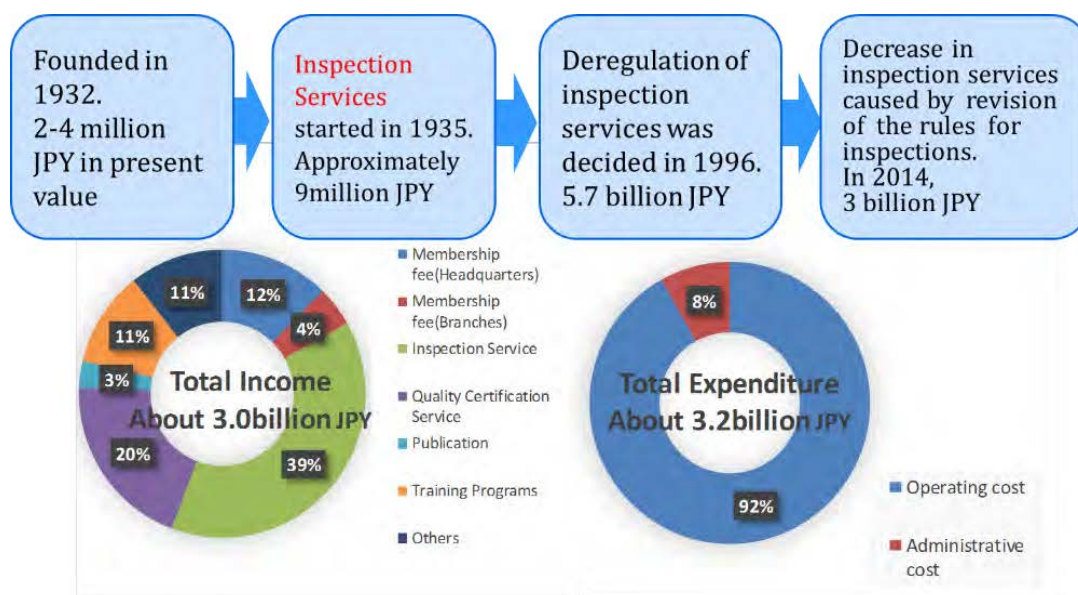 Founded in
1932.
2-4 million
JPY in present
value
Inspection
Services
started in 1935.
Approximately
9million JPY
Deregulation of
inspection
services was
decided in 1996.
5.7 billion JPY
Decrease in
inspection services
caused by revision
of the rules for
inspections.
In 2014,
3 billion JPY
11%
12%
4%
11%
3%
20%
39%
Total Income
About 3.0billion JPY
Membership
fee(Headquarters)
Membership
fee(Branches)
Inspection Service
Quality Certification
Service
Publication
Training Programs
Others
8%
Total Expenditure
About 3.2billion JPY
92%
Operating cost
Administrative
cost